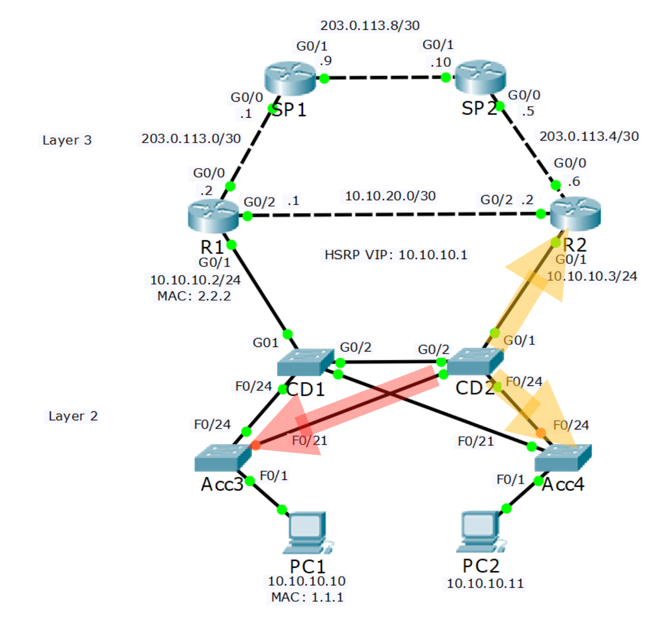 203.0.113.8/30
G0/1
G0/1
.9
.10
G0/0
G0/0
.1
SP1
SP2
.5
Layer 3
203.0.113.0/30
203.0.113.4/30
G0/0
G0/0
.2
.6
G0/2
.1
10.10.20.0/30
G0/2
.2
R1
R2
HSRP VIP: 10.10.10.1
G0/1
G0/1
10.10.10.2/24
10.10.10.3/24
MAC: 2.2.2
G01
G0/2
G0/2
G0/1
CD1
CD2
F0/24
F0/24
Layer 2
F0/24
F0/21
F0/21
F0/24
Acc3
Acc4
F0/1
F0/1
PC1
PC2
10.10.10.10
10.10.10.11
MAC: 1.1.1